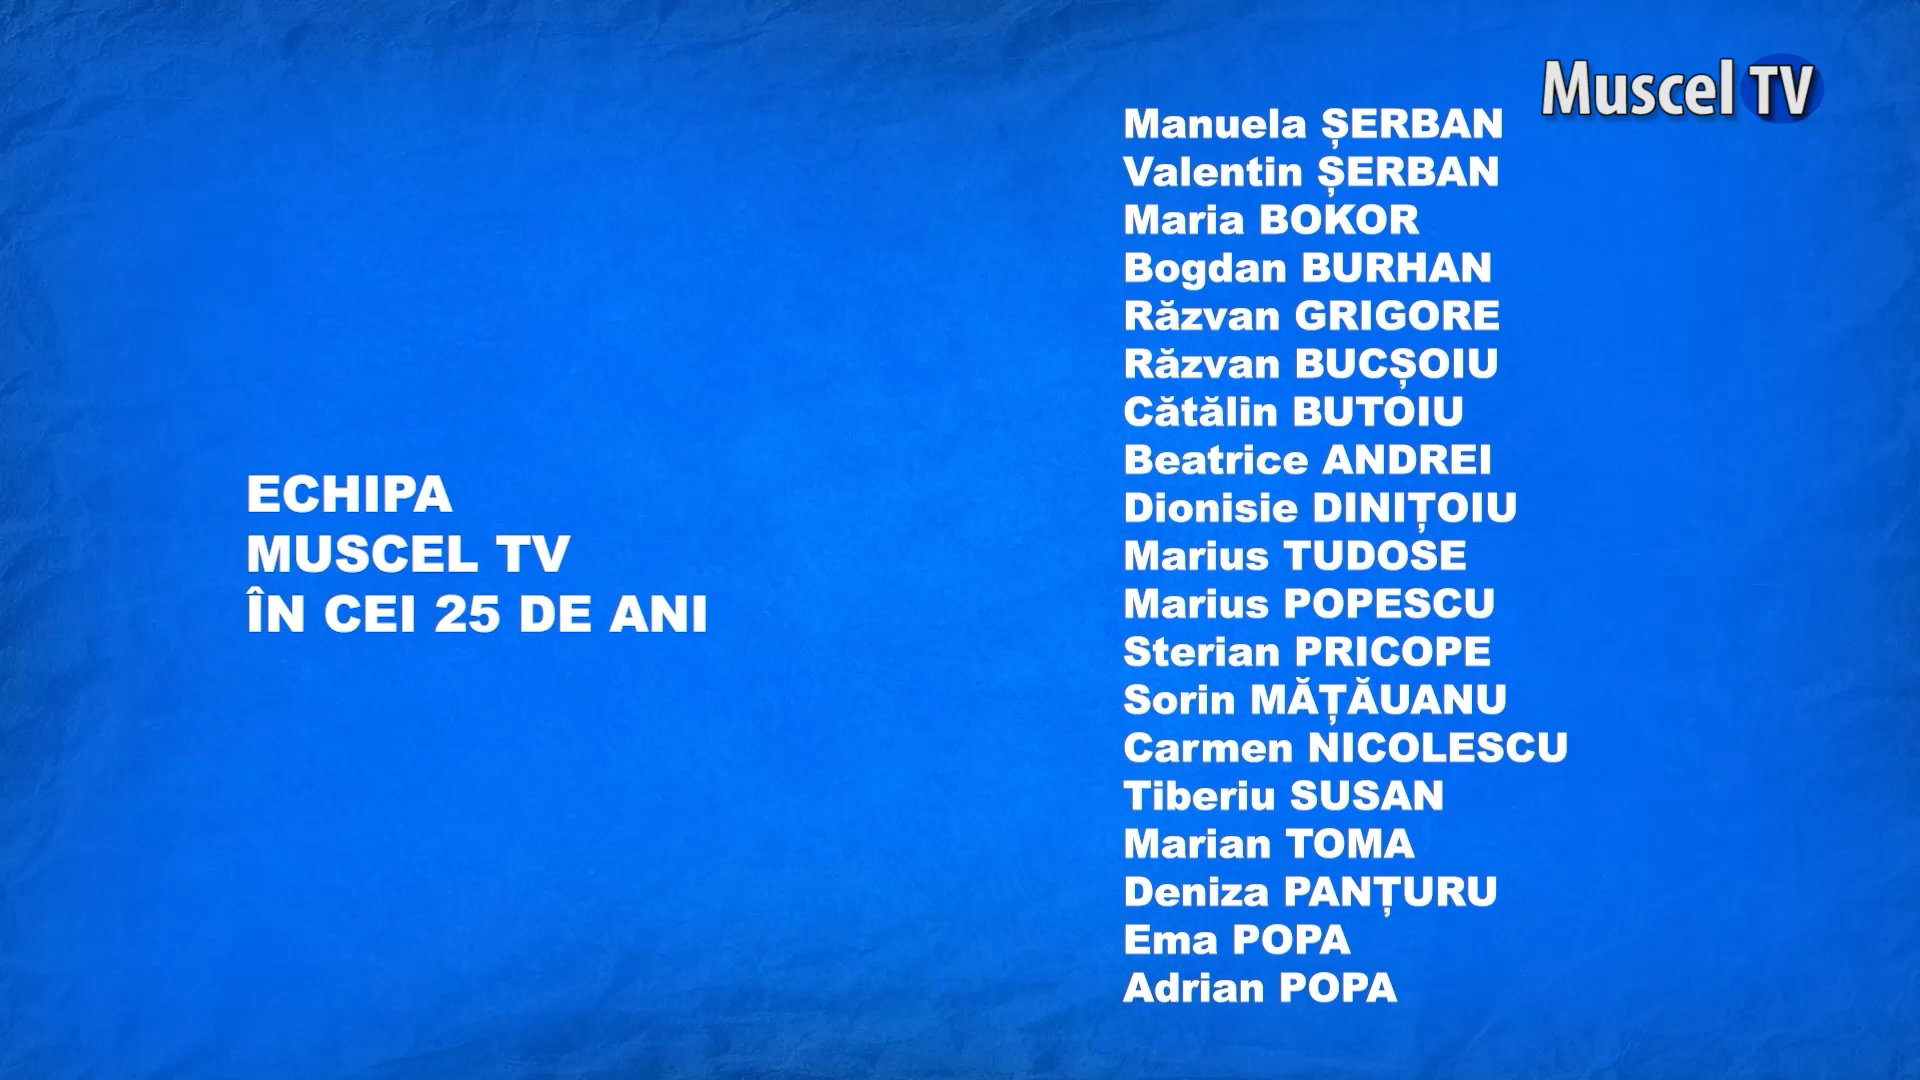 Muscel TV
ECHIPA
MUSCEL TV
ÎN CEI 25 DE ANI
Manuela ȘERBAN
Valentin ȘERBAN
Maria BOKOR
Bogdan BURHAN
Răzvan GRIGORE
Răzvan BUCȘOIU
Cătălin BUTOIU
Beatrice ANDREI
Dionisie DINIȚOIU
Marius TUDOSE
Marius POPESCU
Sterian PRICOPE
Sorin MĂȚĂUANU
Carmen NICOLESCU
Tiberiu SUSAN
Marian TOMA
Deniza PANȚURU
Ema POPA
Adrian POPA